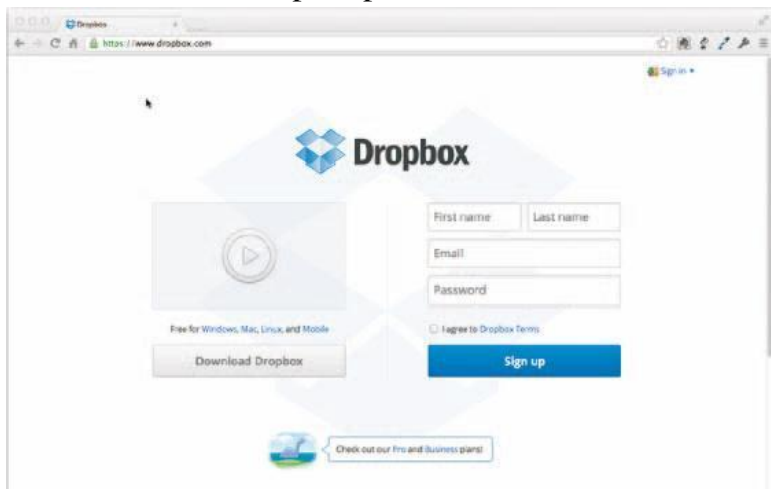 Dropbox
https://www.dropbox.com
Sign in
Dropbox
First name Last name
Email
Password
Free for Windows, Mac, Linux, and Mobile
I agree to Dropbox Terms
Download Dropbox
Sign up
Check out our Pro and Business plans!